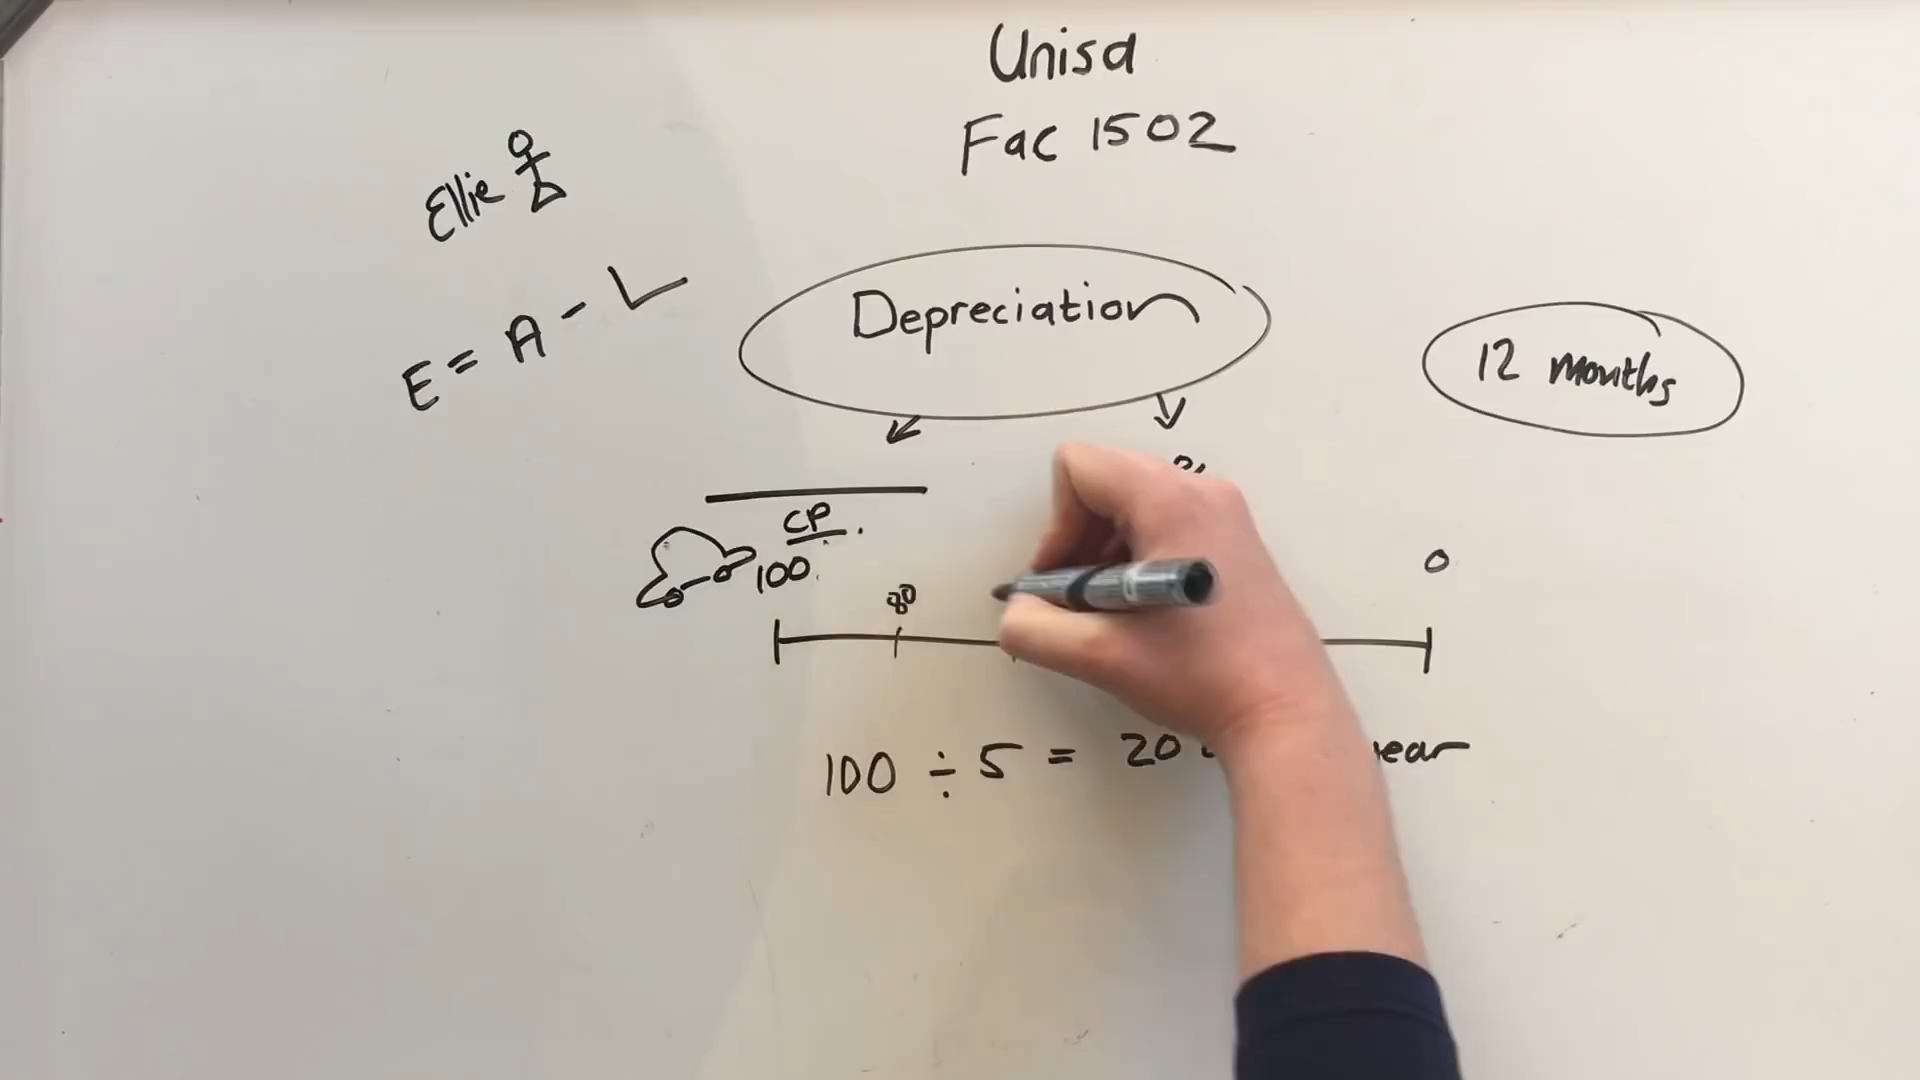 Unisa
Fac 1502
Ellie
E = A - L
Depreciation
12 months
CP
100
80
0
100 ÷ 5 = 20